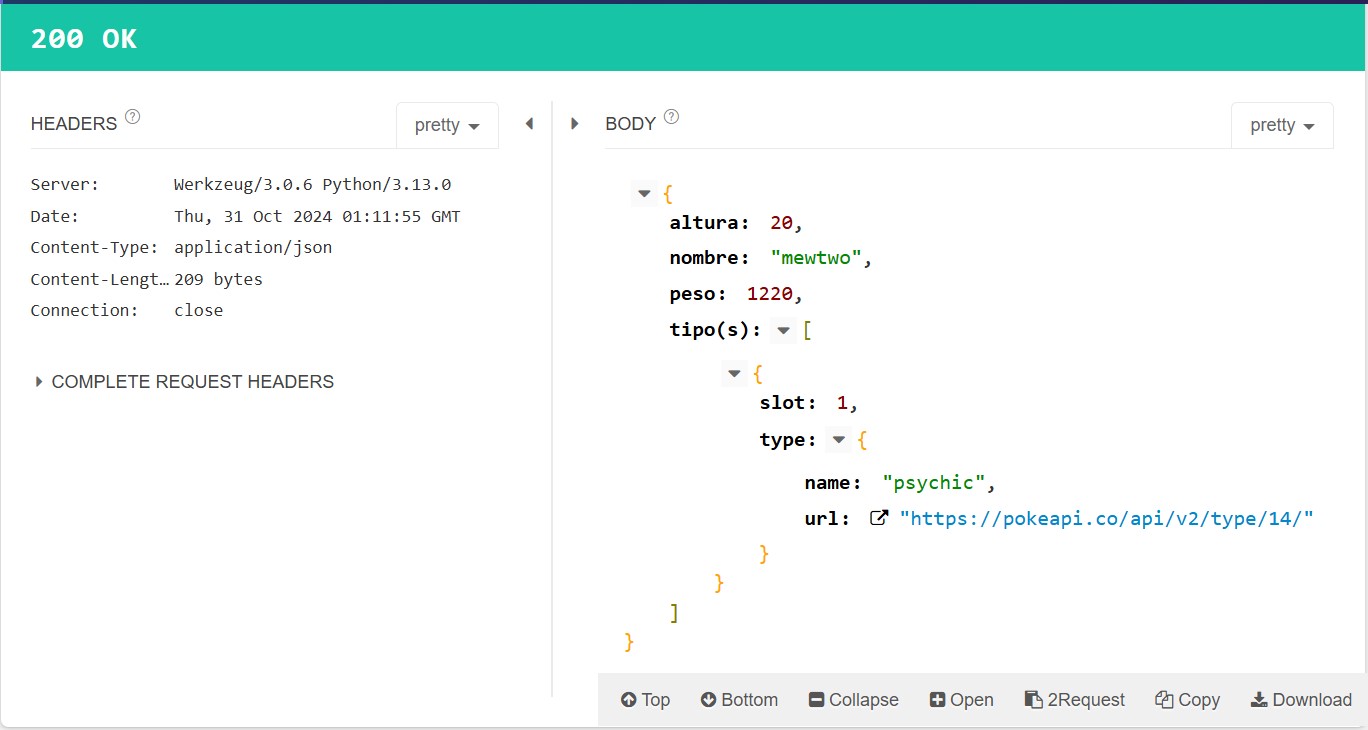 200 OK
HEADERS ?
pretty
Server: Werkzeug/3.0.6 Python/3.13.0
Date: Thu, 31 Oct 2024 01:11:55 GMT
Content-Type: application/json
Content-Lengt… 209 bytes
Connection: close
COMPLETE REQUEST HEADERS
BODY ?
pretty
{
altura: 20,
nombre: "mewtwo",
peso: 1220,
tipo(s): [
{
slot: 1,
type: {
name: "psychic",
url: "https://pokeapi.co/api/v2/type/14/"
}
}
]
}
Top Bottom Collapse Open 2Request Copy Download